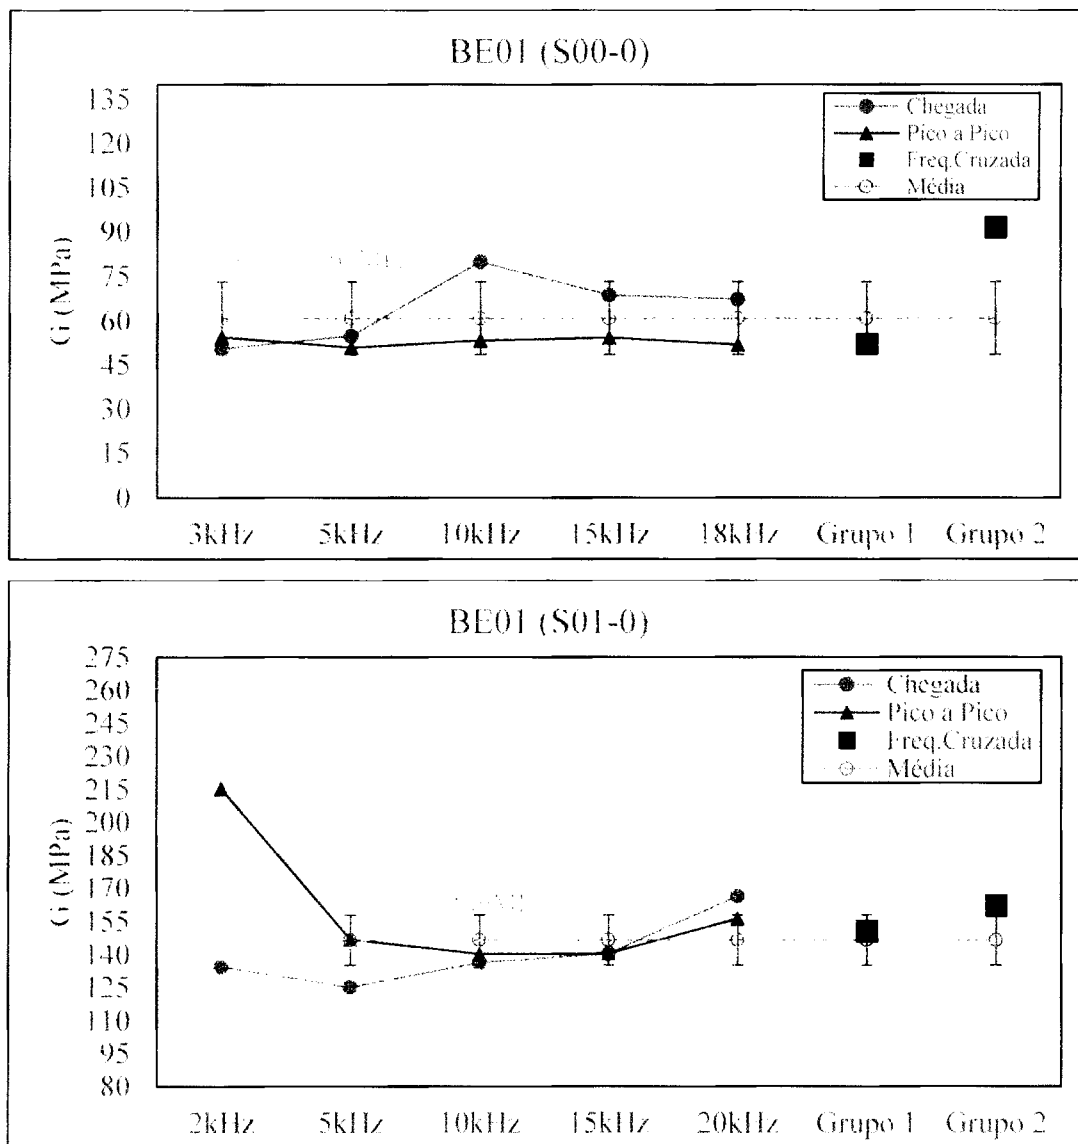 BE01 (S00-0)
135
120
105
90
75
60
45
30
15
0
G (MPa)
Chegada
Pico a Pico
Freq.Cruzada
Média
3kHz 5kHz 10kHz 15kHz 18kHz Grupo 1 Grupo 2
BE01 (S01-0)
275
260
245
230
215
200
185
170
155
140
125
110
95
80
G (MPa)
Chegada
Pico a Pico
Freq.Cruzada
Média
2kHz 5kHz 10kHz 15kHz 20kHz Grupo 1 Grupo 2